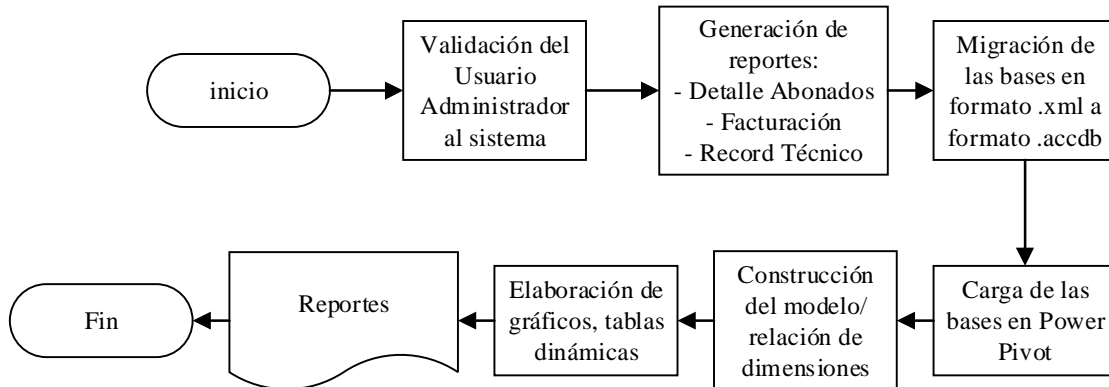 inicio
Validación del
Usuario
Administrador
al sistema
Generación de
reportes:
- Detalle Abonados
- Facturación
- Record Técnico
Migración de
las bases en
formato .xml a
formato .accdb
Carga de las
bases en Power
Pivot
Construcción
del modelo/
relación de
dimensiones
Elaboración de
gráficos, tablas
dinámicas
Reportes
Fin